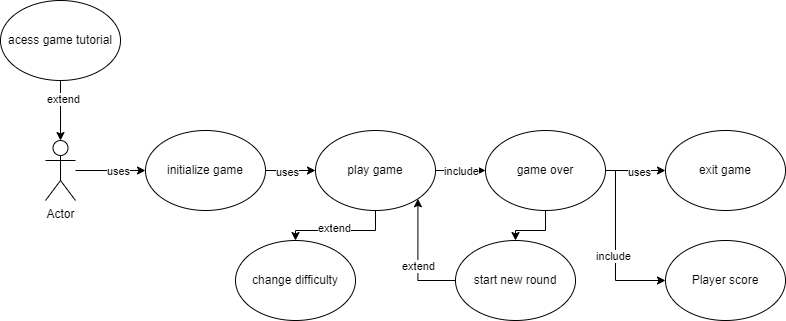 acess game tutorial
extend
Actor
uses
initialize game
uses
play game
include
game over
uses
exit game
extend
change difficulty
extend
start new round
include
Player score